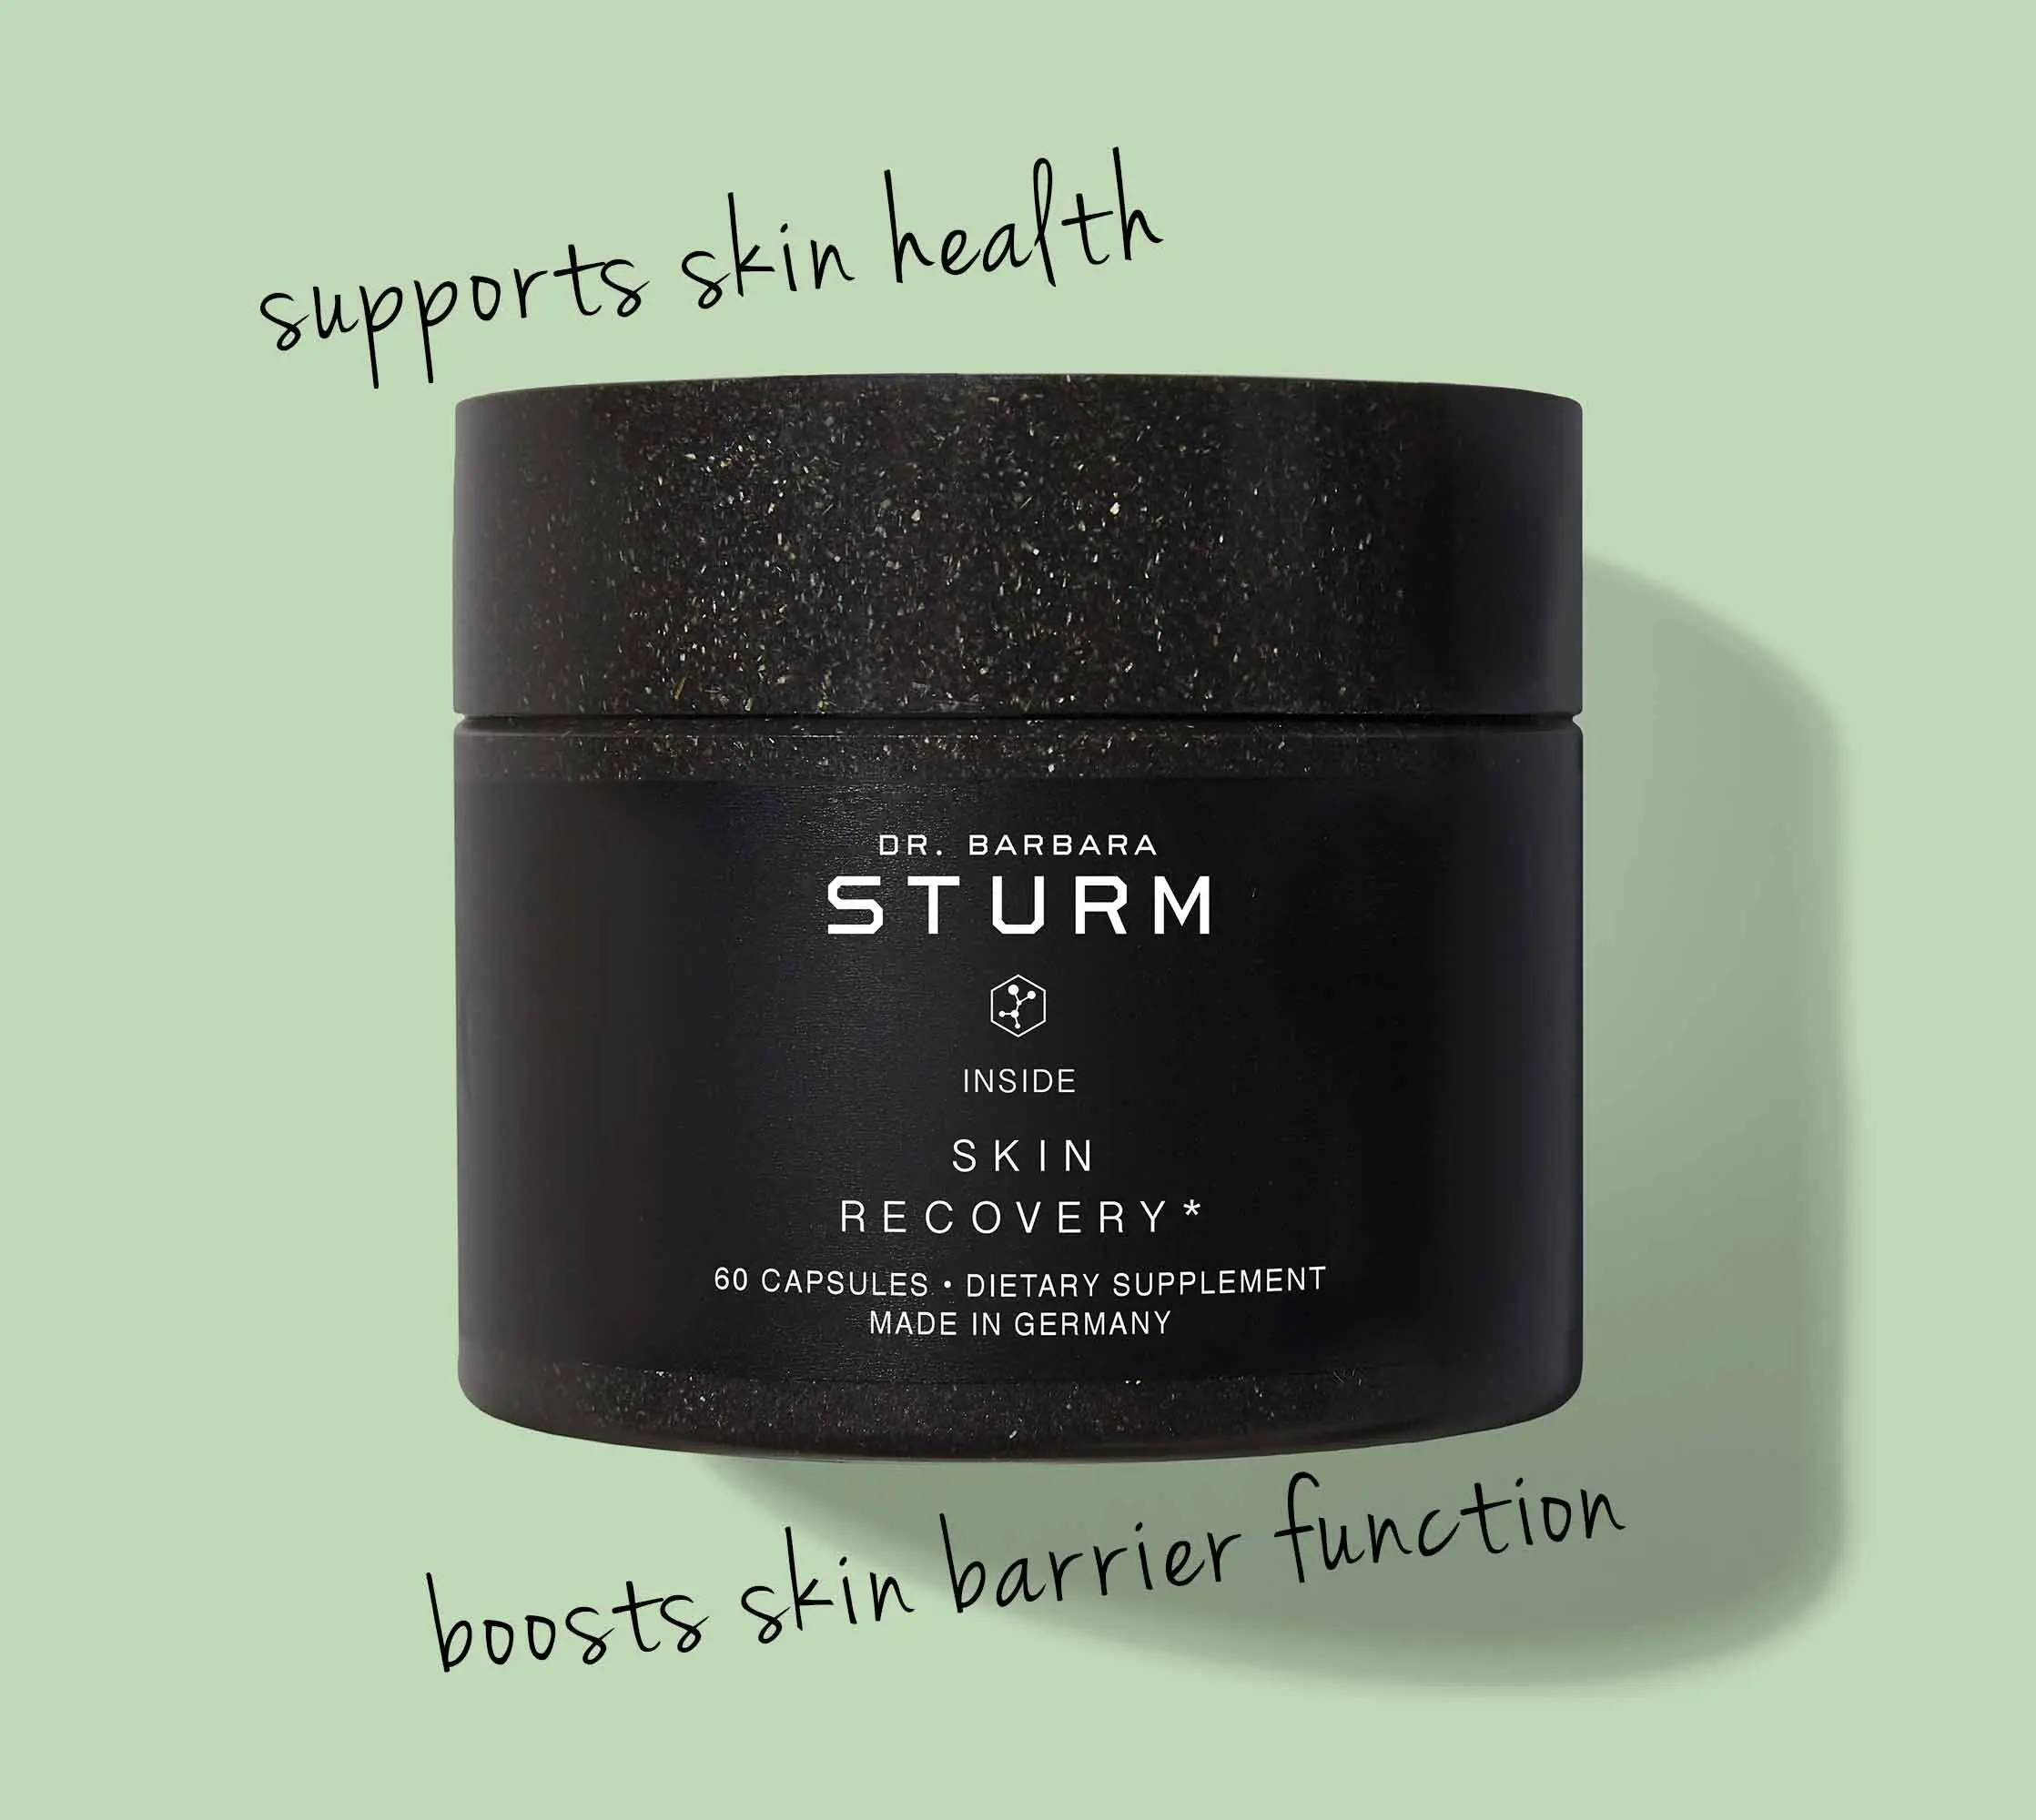 supports skin health
DR. BARBARA
STURM
INSIDE
SKIN
RECOVERY*
60 CAPSULES • DIETARY SUPPLEMENT
MADE IN GERMANY
boosts skin barrier function